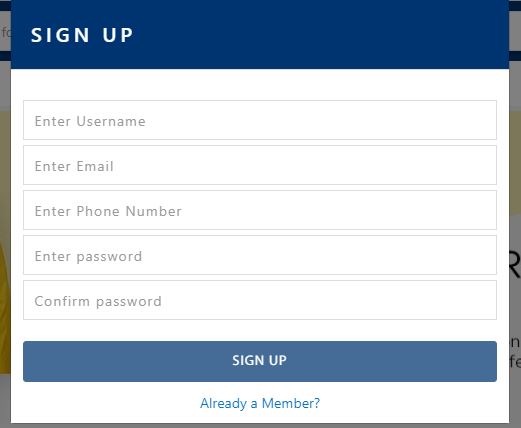 SIGN UP
Enter Username
Enter Email
Enter Phone Number
Enter password
Confirm password
SIGN UP
Already a Member?